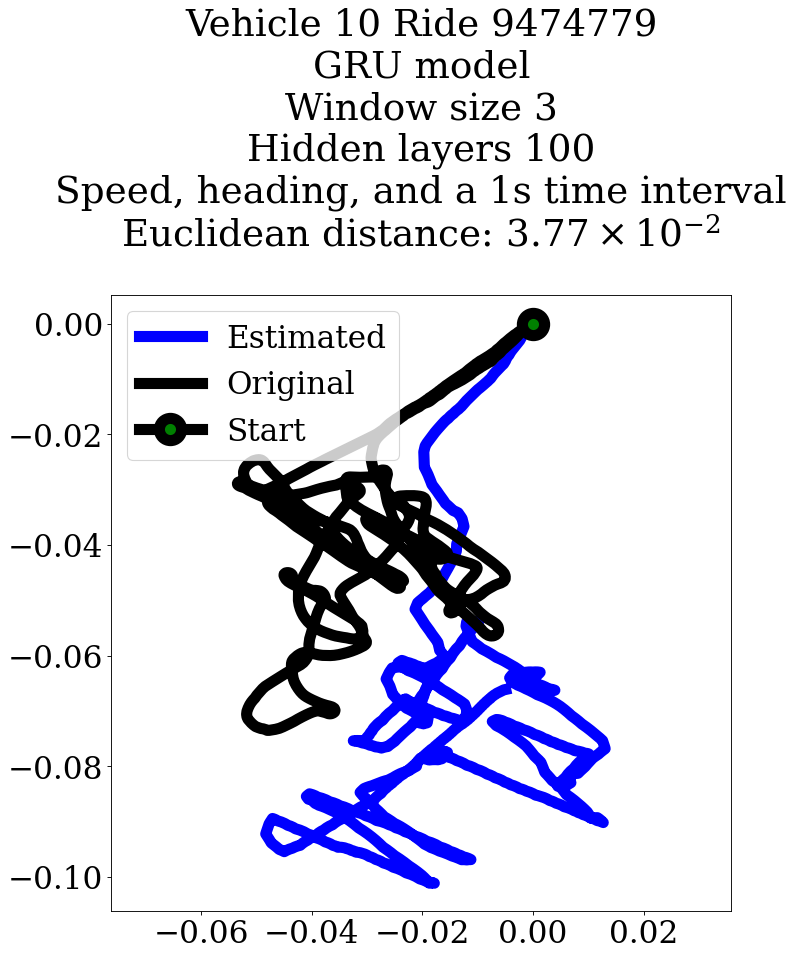 Vehicle 10 Ride 9474779
GRU model
Window size 3
Hidden layers 100
Speed, heading, and a 1s time interval
Euclidean distance: 3.77 × 10⁻²
Estimated
Original
Start
0.00
−0.02
−0.04
−0.06
−0.08
−0.10
−0.06 −0.04 −0.02 0.00 0.02